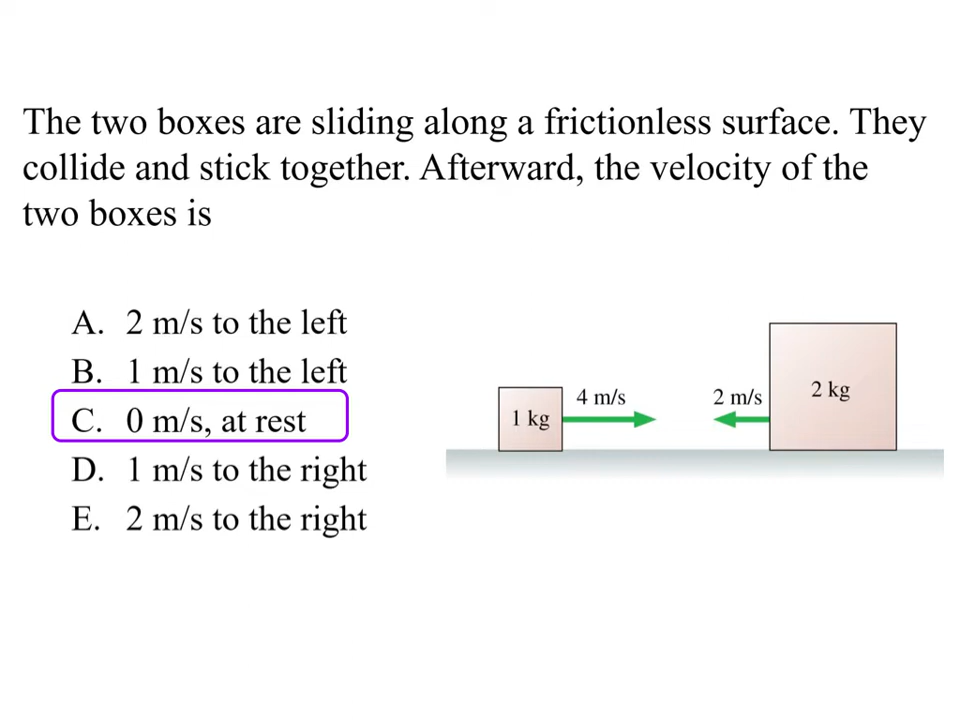 The two boxes are sliding along a frictionless surface. They
collide and stick together. Afterward, the velocity of the
two boxes is
A. 2 m/s to the left
B. 1 m/s to the left
C. 0 m/s, at rest
D. 1 m/s to the right
E. 2 m/s to the right
1 kg
4 m/s
2 m/s
2 kg